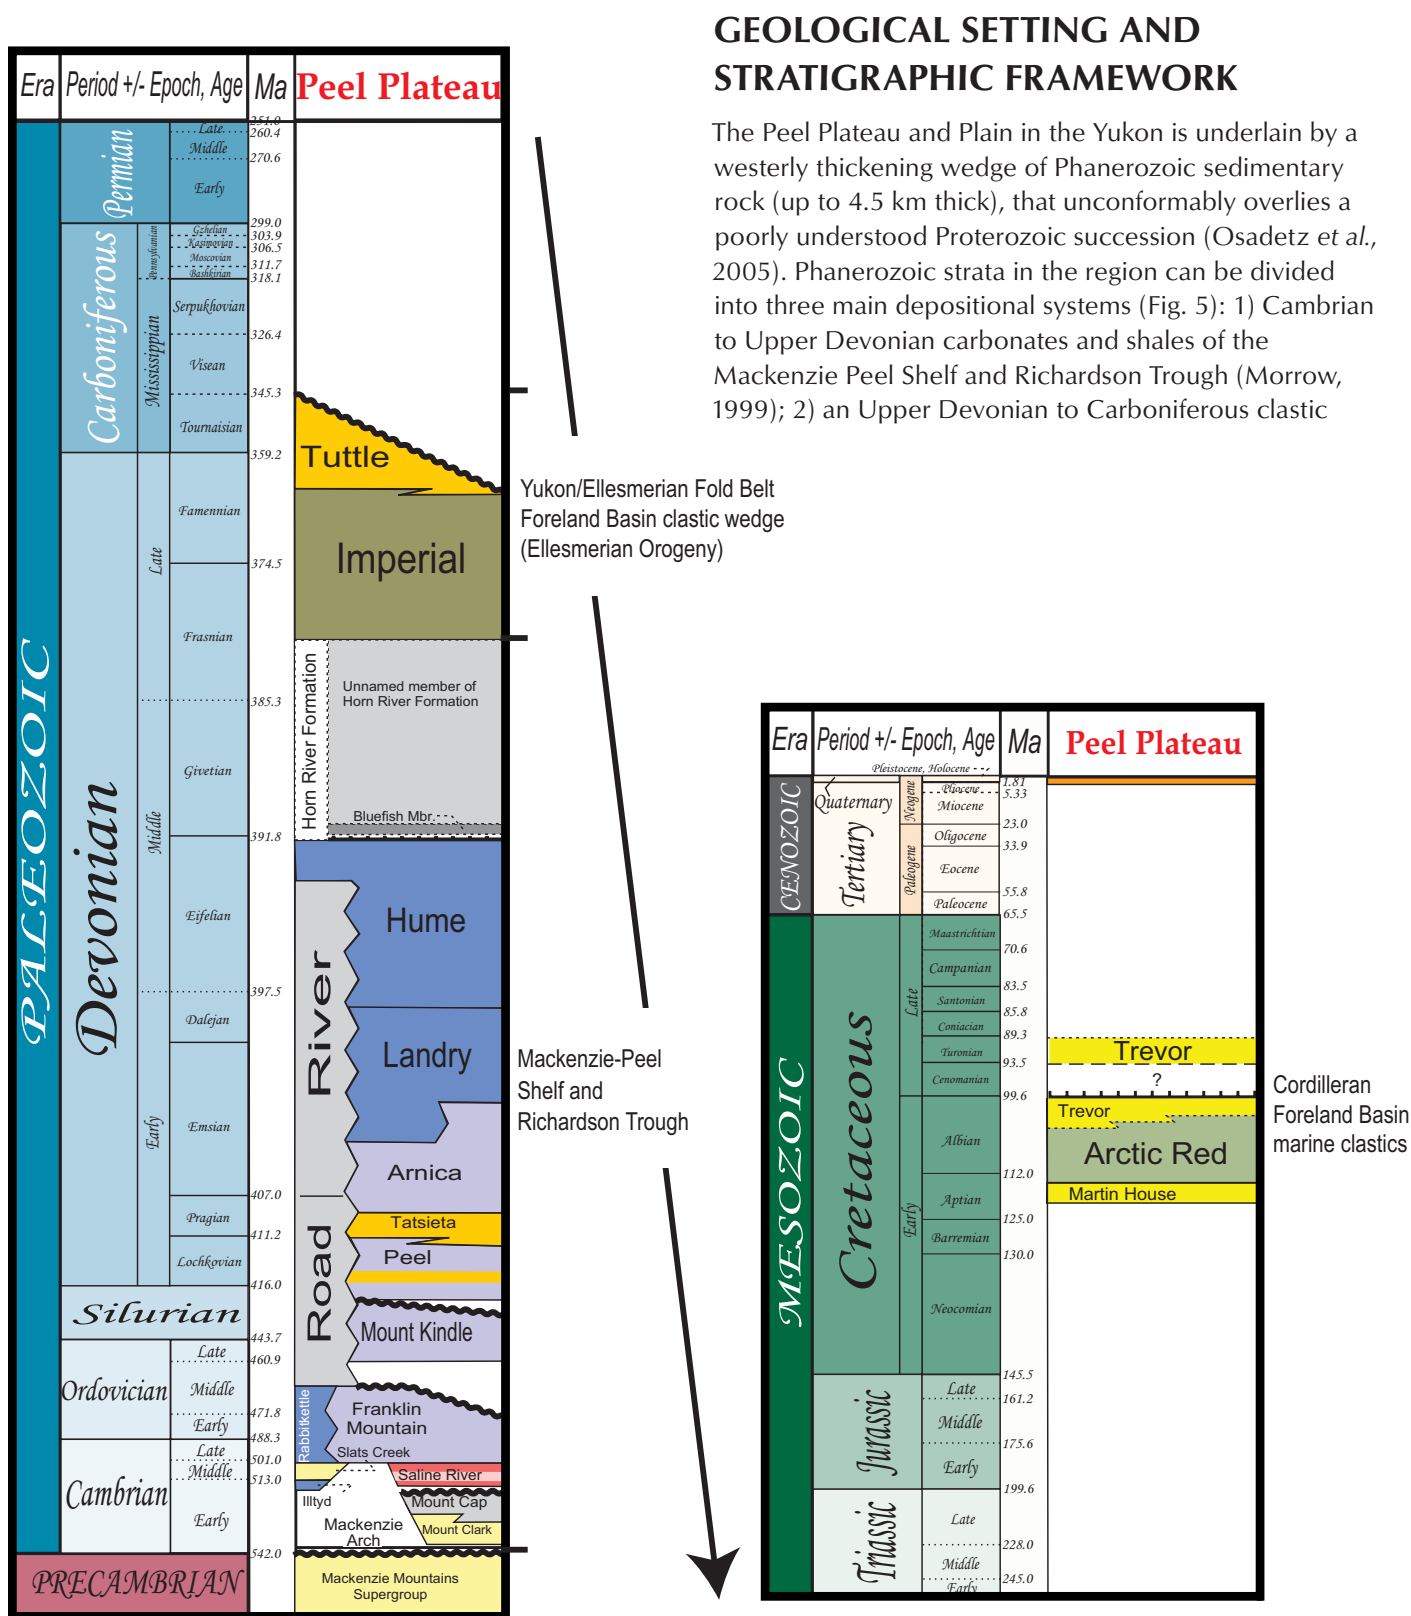 GEOLOGICAL SETTING AND
STRATIGRAPHIC FRAMEWORK
The Peel Plateau and Plain in the Yukon is underlain by a
westerly thickening wedge of Phanerozoic sedimentary
rock (up to 4.5 km thick), that unconformably overlies a
poorly understood Proterozoic succession (Osadetz et al.,
2005). Phanerozoic strata in the region can be divided
into three main depositional systems (Fig. 5): 1) Cambrian
to Upper Devonian carbonates and shales of the
Mackenzie Peel Shelf and Richardson Trough (Morrow,
1999); 2) an Upper Devonian to Carboniferous clastic
Era
Period +/- Epoch, Age
Ma
Peel Plateau
PALEOZOIC
PRECAMBRIAN
Permian
Carboniferous
Devonian
Silurian
Ordovician
Cambrian
Pennsylvanian
Mississippian
Late
Middle
Early
Late
Middle
Early
Gzhelian
Kasimovian
Moscovian
Bashkirian
Serpukhovian
Visean
Tournaisian
Famennian
Frasnian
Givetian
Eifelian
Dalejan
Emsian
Pragian
Lochkovian
Late
Middle
Early
Late
Middle
Early
251.0
260.4
270.6
299.0
303.9
306.5
311.7
318.1
326.4
345.3
359.2
374.5
385.3
391.8
397.5
407.0
411.2
416.0
443.7
460.9
471.8
488.3
501.0
513.0
542.0
Tuttle
Imperial
Horn River Formation
Unnamed member of
Horn River Formation
Bluefish Mbr.
Hume
Landry
Arnica
Tatsieta
Peel
Road River
Mount Kindle
Rabbitkettle
Franklin
Mountain
Slats Creek
Saline River
Illtyd
Mount Cap
Mackenzie
Arch
Mount Clark
Mackenzie Mountains
Supergroup
Yukon/Ellesmerian Fold Belt
Foreland Basin clastic wedge
(Ellesmerian Orogeny)
Mackenzie-Peel
Shelf and
Richardson Trough
Era
Period +/- Epoch, Age
Ma
Peel Plateau
CENOZOIC
MESOZOIC
Pleistocene, Holocene
Quaternary
Tertiary
Neogene
Paleogene
Pliocene
Miocene
Oligocene
Eocene
Paleocene
Cretaceous
Late
Early
Maastrichtian
Campanian
Santonian
Coniacian
Turonian
Cenomanian
Albian
Aptian
Barremian
Neocomian
Jurassic
Late
Middle
Early
Triassic
Late
Middle
Early
1.81
5.33
23.0
33.9
55.8
65.5
70.6
83.5
85.8
89.3
93.5
99.6
112.0
125.0
130.0
145.5
161.2
175.6
199.6
228.0
245.0
Trevor
?
Trevor
Arctic Red
Martin House
Cordilleran
Foreland Basin
marine clastics